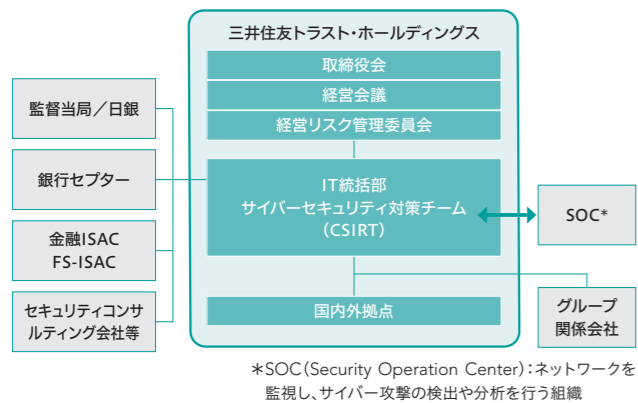 三井住友トラスト・ホールディングス
取締役会
経営会議
経営リスク管理委員会
IT統括部
サイバーセキュリティ対策チーム
（CSIRT）
国内外拠点
監督当局／日銀
銀行セプター
金融ISAC
FS-ISAC
セキュリティコンサ
ルティング会社等
SOC*
グループ
関係会社
＊SOC（Security Operation Center）：ネットワークを
監視し、サイバー攻撃の検出や分析を行う組織